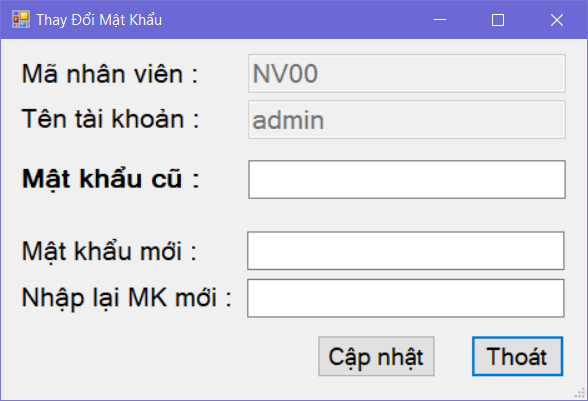 Thay Đổi Mật Khẩu
Mã nhân viên : NV00
Tên tài khoản : admin
Mật khẩu cũ :
Mật khẩu mới :
Nhập lại MK mới :
Cập nhật Thoát